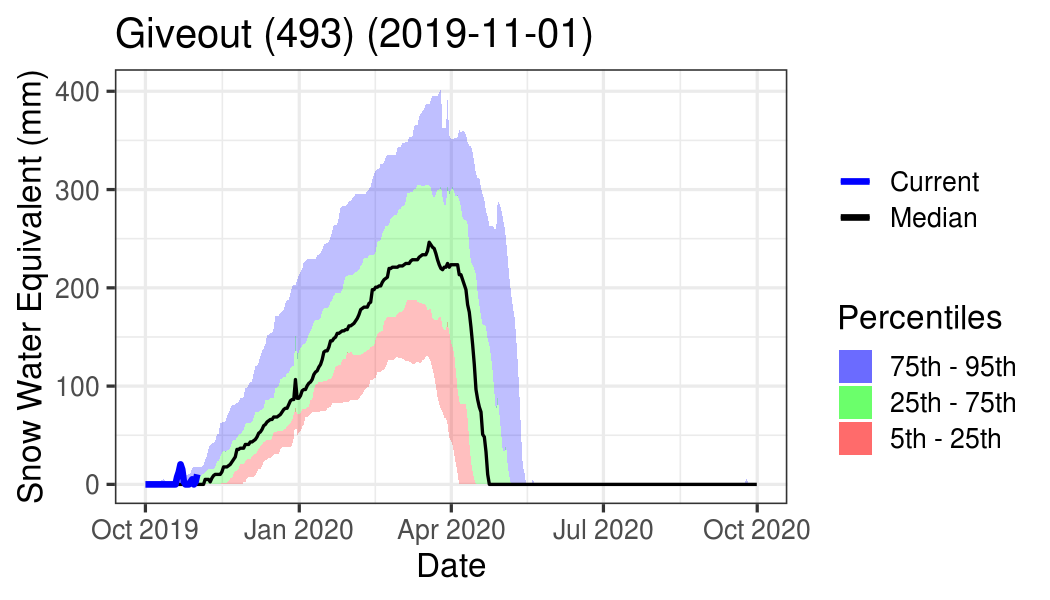 Giveout (493) (2019-11-01)
Snow Water Equivalent (mm)
400
300
200
100
0
Oct 2019
Jan 2020
Apr 2020
Jul 2020
Oct 2020
Date
Current
Median
Percentiles
75th - 95th
25th - 75th
5th - 25th